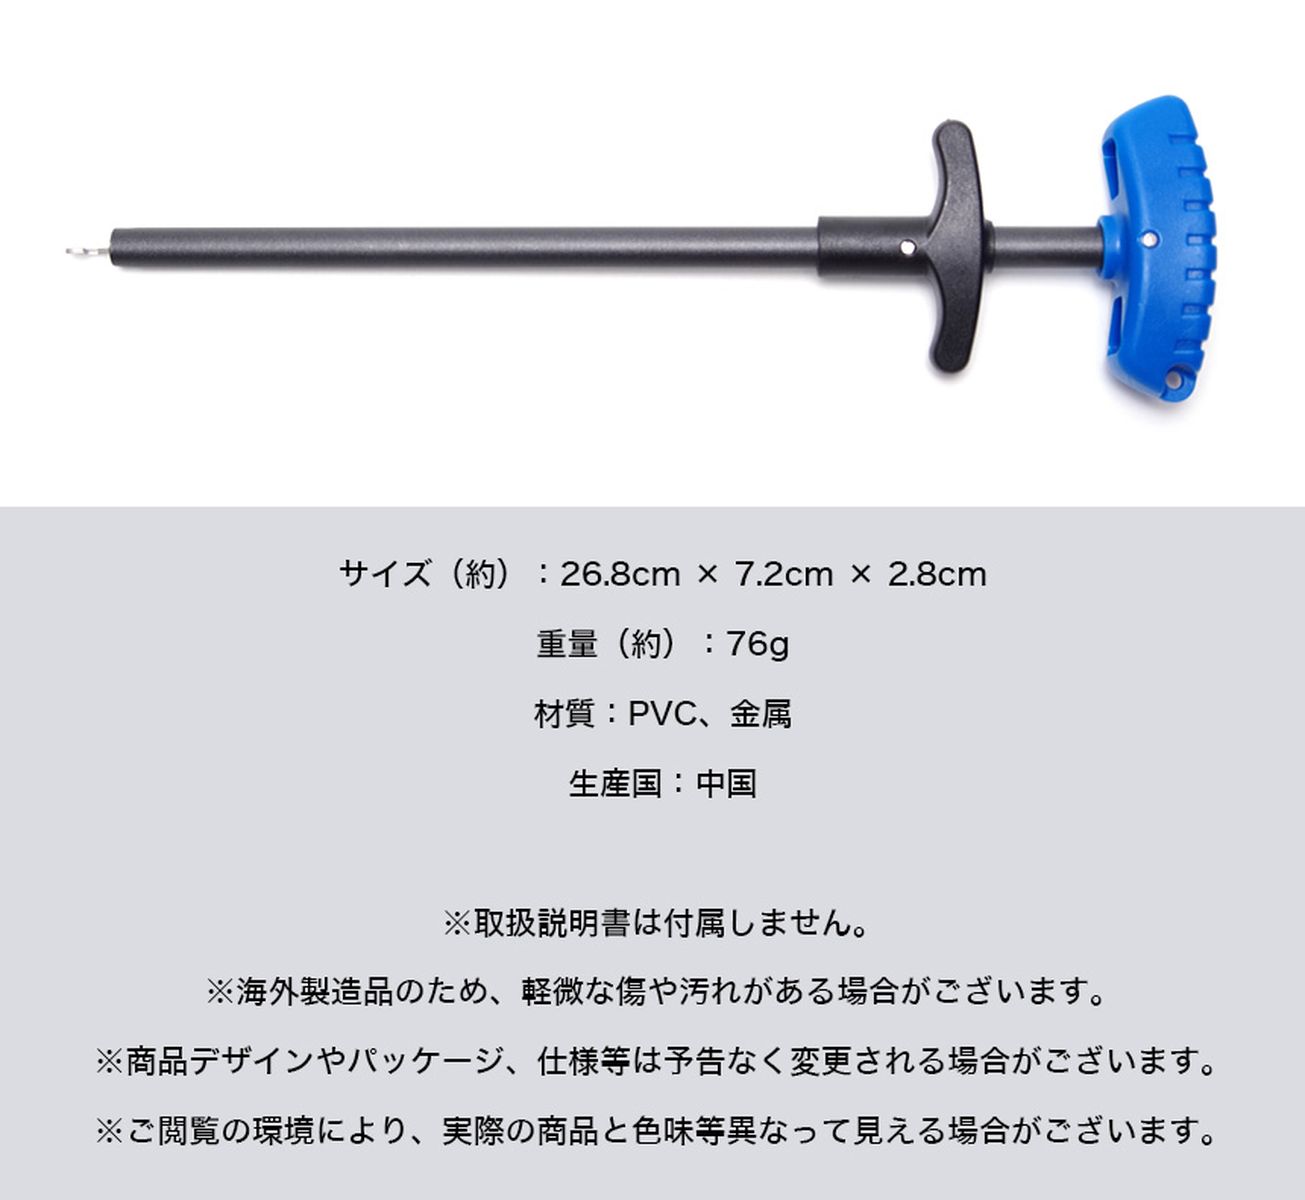 サイズ（約）：26.8cm × 7.2cm × 2.8cm
重量（約）：76g
材質：PVC、金属
生産国：中国
※取扱説明書は付属しません。
※海外製造品のため、軽微な傷や汚れがある場合がございます。
※商品デザインやパッケージ、仕様等は予告なく変更される場合がございます。
※ご閲覧の環境により、実際の商品と色味等異なって見える場合がございます。